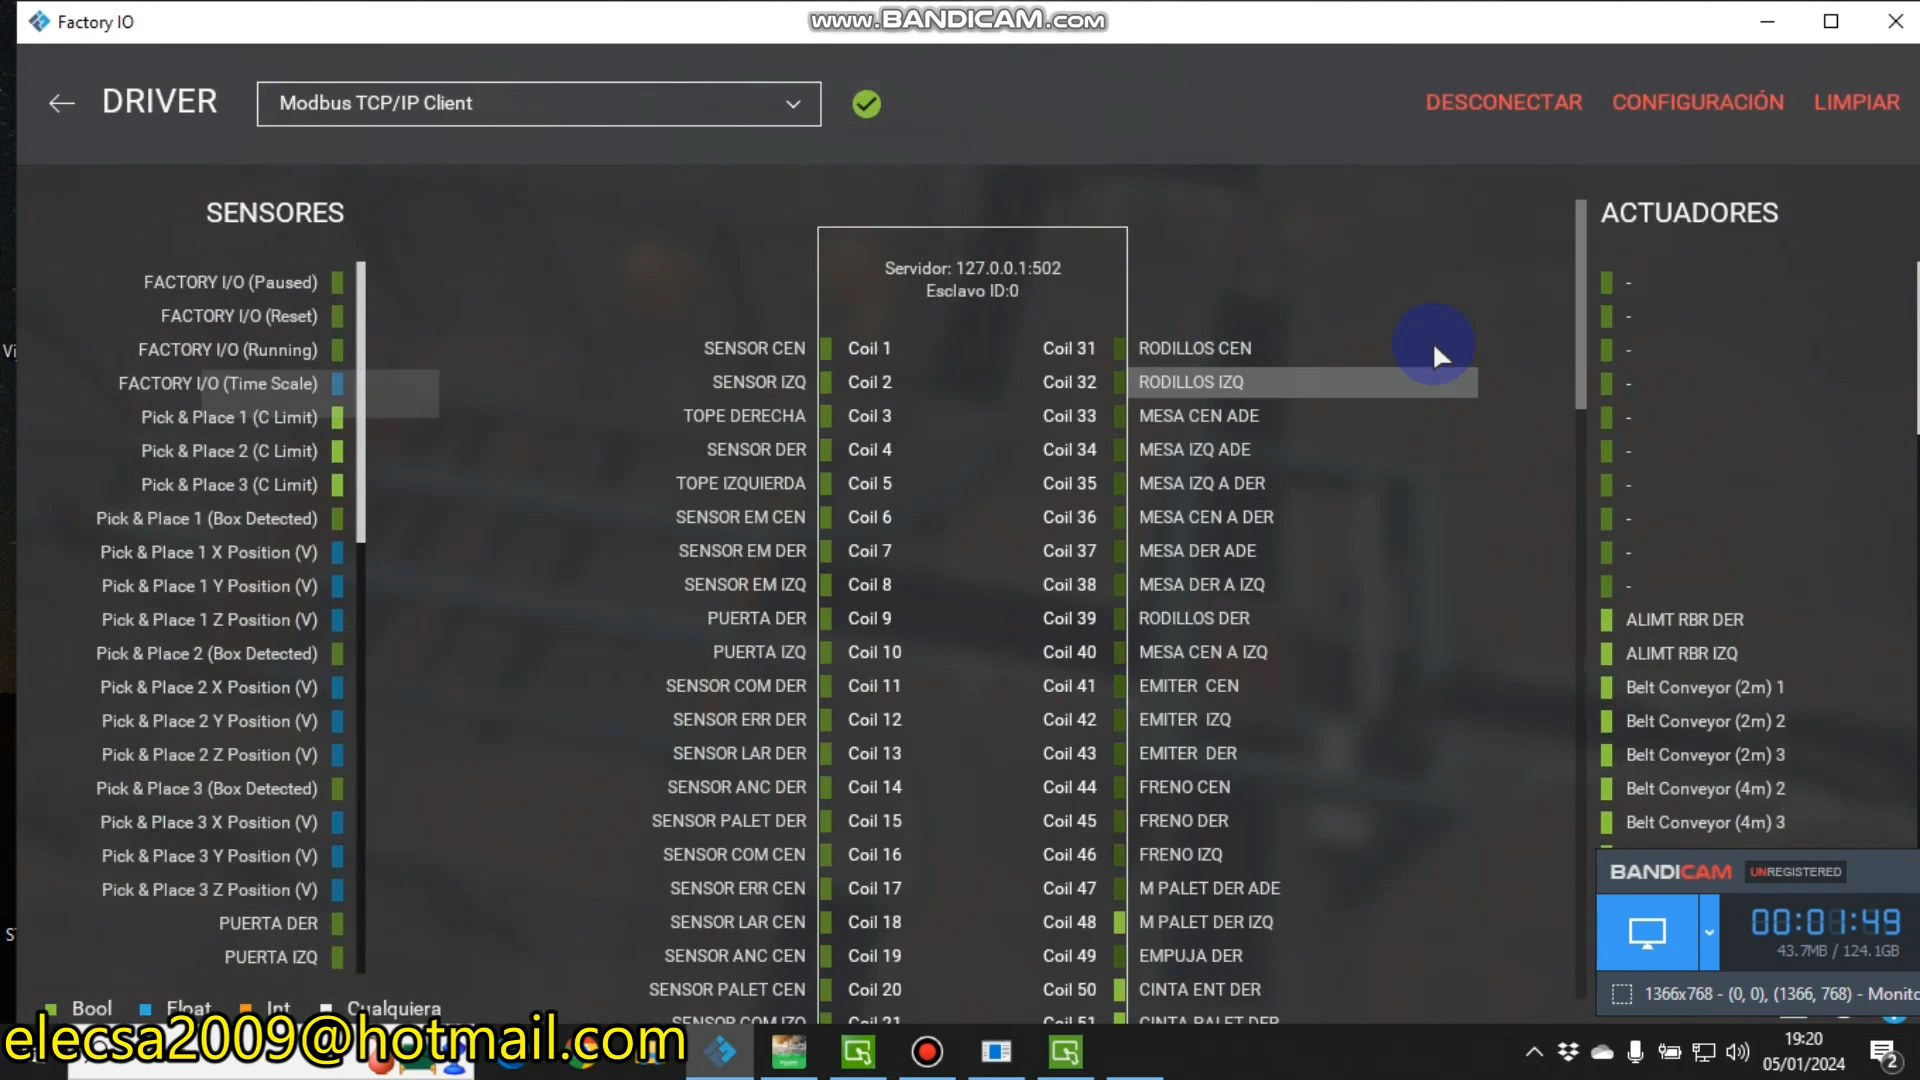 Factory IO
www.BANDICAM.com
DRIVER
Modbus TCP/IP Client
DESCONECTAR
CONFIGURACIÓN
LIMPIAR
SENSORES
FACTORY I/O (Paused)
FACTORY I/O (Reset)
FACTORY I/O (Running)
FACTORY I/O (Time Scale)
Pick & Place 1 (C Limit)
Pick & Place 2 (C Limit)
Pick & Place 3 (C Limit)
Pick & Place 1 (Box Detected)
Pick & Place 1 X Position (V)
Pick & Place 1 Y Position (V)
Pick & Place 1 Z Position (V)
Pick & Place 2 (Box Detected)
Pick & Place 2 X Position (V)
Pick & Place 2 Y Position (V)
Pick & Place 2 Z Position (V)
Pick & Place 3 (Box Detected)
Pick & Place 3 X Position (V)
Pick & Place 3 Y Position (V)
Pick & Place 3 Z Position (V)
PUERTA DER
PUERTA IZQ
Bool Float Int Cualquiera
Servidor: 127.0.0.1:502
Esclavo ID:0
SENSOR CEN Coil 1 Coil 31 RODILLOS CEN
SENSOR IZQ Coil 2 Coil 32 RODILLOS IZQ
TOPE DERECHA Coil 3 Coil 33 MESA CEN ADE
SENSOR DER Coil 4 Coil 34 MESA IZQ ADE
TOPE IZQUIERDA Coil 5 Coil 35 MESA IZQ A DER
SENSOR EM CEN Coil 6 Coil 36 MESA CEN A DER
SENSOR EM DER Coil 7 Coil 37 MESA DER ADE
SENSOR EM IZQ Coil 8 Coil 38 MESA DER A IZQ
PUERTA DER Coil 9 Coil 39 RODILLOS DER
PUERTA IZQ Coil 10 Coil 40 MESA CEN A IZQ
SENSOR COM DER Coil 11 Coil 41 EMITER CEN
SENSOR ERR DER Coil 12 Coil 42 EMITER IZQ
SENSOR LAR DER Coil 13 Coil 43 EMITER DER
SENSOR ANC DER Coil 14 Coil 44 FRENO CEN
SENSOR PALET DER Coil 15 Coil 45 FRENO DER
SENSOR COM CEN Coil 16 Coil 46 FRENO IZQ
SENSOR ERR CEN Coil 17 Coil 47 M PALET DER ADE
SENSOR LAR CEN Coil 18 Coil 48 M PALET DER IZQ
SENSOR ANC CEN Coil 19 Coil 49 EMPUJA DER
SENSOR PALET CEN Coil 20 Coil 50 CINTA ENT DER
SENSOR COM IZQ Coil 21 Coil 51 CINTA PALET DER
ACTUADORES
-
-
-
-
-
-
-
-
-
-
ALIMT RBR DER
ALIMT RBR IZQ
Belt Conveyor (2m) 1
Belt Conveyor (2m) 2
Belt Conveyor (2m) 3
Belt Conveyor (4m) 2
Belt Conveyor (4m) 3
BANDICAM UNREGISTERED
00:01:49
43.7MB / 124.1GB
1366x768 - (0, 0), (1366, 768) - Monito
elecsa2009@hotmail.com
19:20
05/01/2024
2